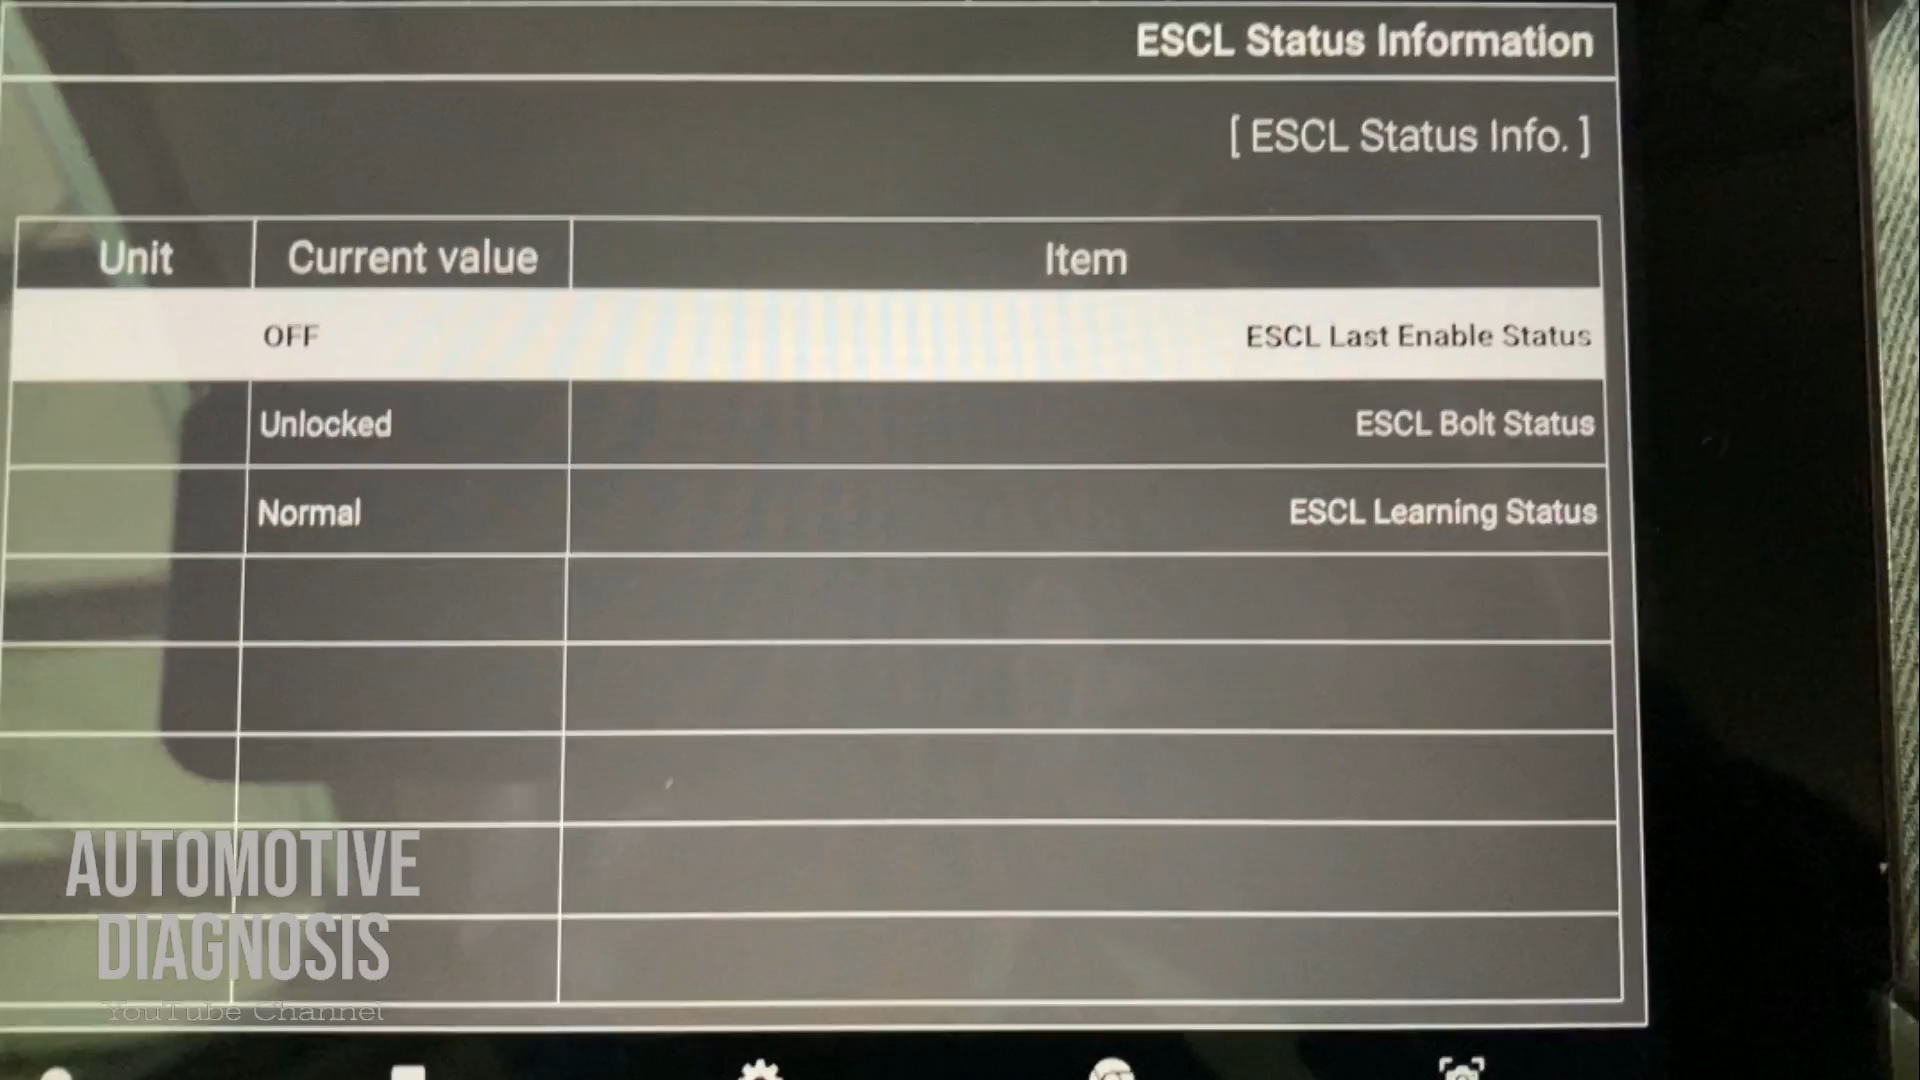 ESCL Status Information
[ ESCL Status Info. ]
Unit Current value Item
OFF ESCL Last Enable Status
Unlocked ESCL Bolt Status
Normal ESCL Learning Status
AUTOMOTIVE
DIAGNOSIS
YouTube Channel